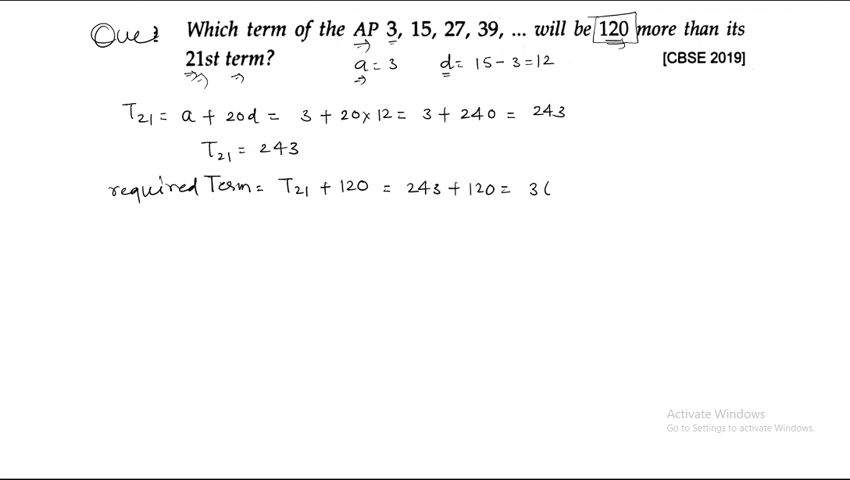 Que: Which term of the AP 3, 15, 27, 39, ... will be 120 more than its
21st term? [CBSE 2019]
a = 3 d = 15 - 3 = 12
T21 = a + 20d = 3 + 20 x 12 = 3 + 240 = 243
T21 = 243
required Term = T21 + 120 = 243 + 120 = 3(
Activate Windows
Go to Settings to activate Windows.